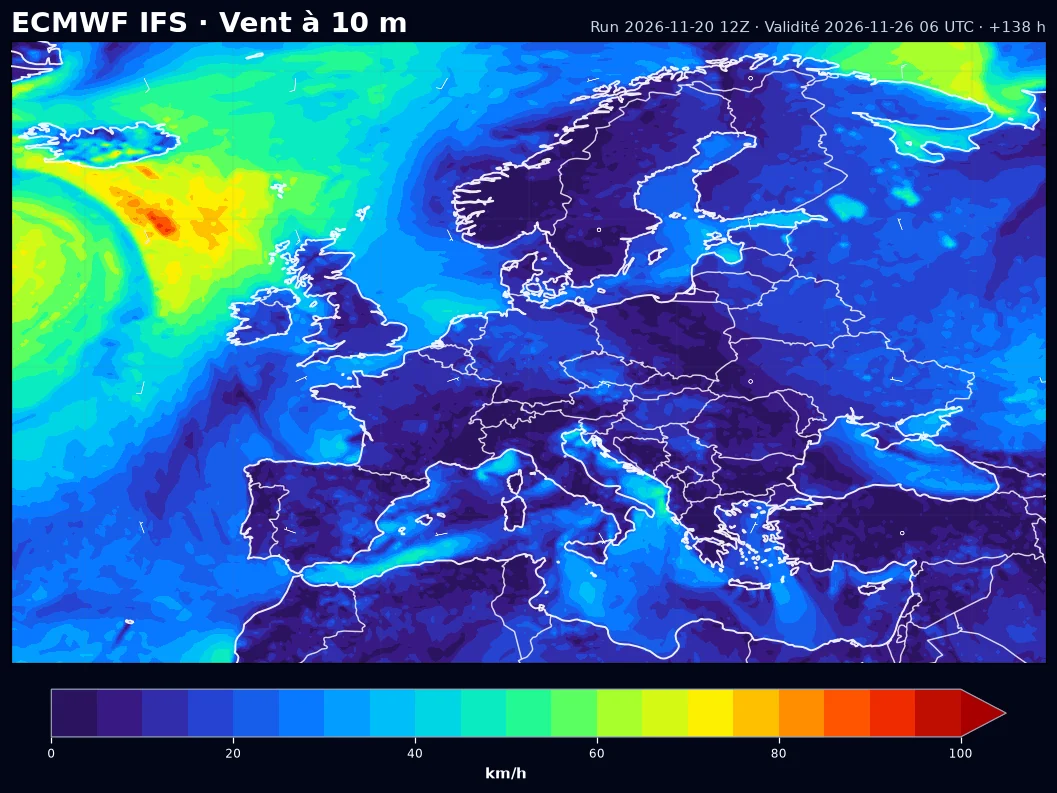 ECMWF IFS · Vent à 10 m
Run 2026-11-20 12Z · Validité 2026-11-26 06 UTC · +138 h
0 20 40 60 80 100
km/h